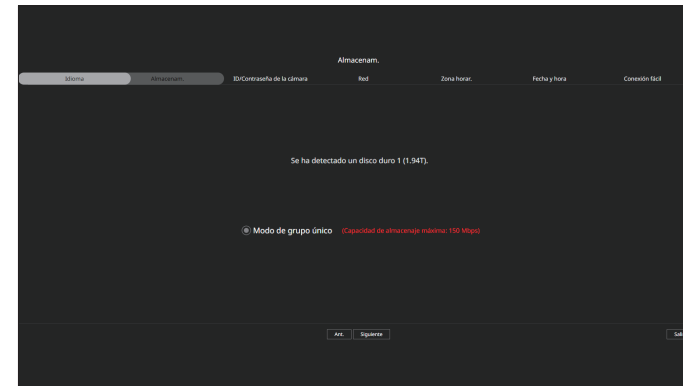 Almacenam.
Idioma Almacenam. ID/Contraseña de la cámara Red Zona horar. Fecha y hora Conexión fácil
Se ha detectado un disco duro 1 (1.94T).
Modo de grupo único (Capacidad de almacenaje máxima: 150 Mbps)
Ant. Siguiente